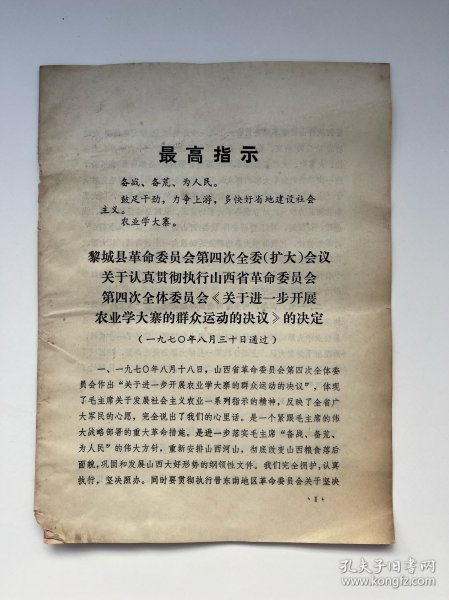 最高指示
备战、备荒、为人民。
鼓足干劲，力争上游，多快好省地建设社会
主义。
农业学大寨。
黎城县革命委员会第四次全委（扩大）会议
关于认真贯彻执行山西省革命委员会
第四次全体委员会《关于进一步开展
农业学大寨的群众运动的决议》的决定
（一九七〇年八月三十日通过）
一、一九七〇年八月十八日，山西省革命委员会第四次全体委
员会作出“关于进一步开展农业学大寨的群众运动的决议”，体现
了毛主席关于发展社会主义农业一系列指示的精神，反映了全省广
大军民的心愿，完全说出了我们的心里话。是一个紧跟毛主席的伟
大战略部署的重大革命措施。是进一步落实毛主席“备战、备荒、
为人民”的伟大方针，重新安排山西河山，彻底改变山西粮食落后
面貌，巩固和发展山西大好形势的纲领性文件。我们完全拥护，认真
执行，坚决照办。同时要贯彻执行晋东南地区革命委员会关于坚决
·1·
孔夫子旧书网
www.kongfz.com